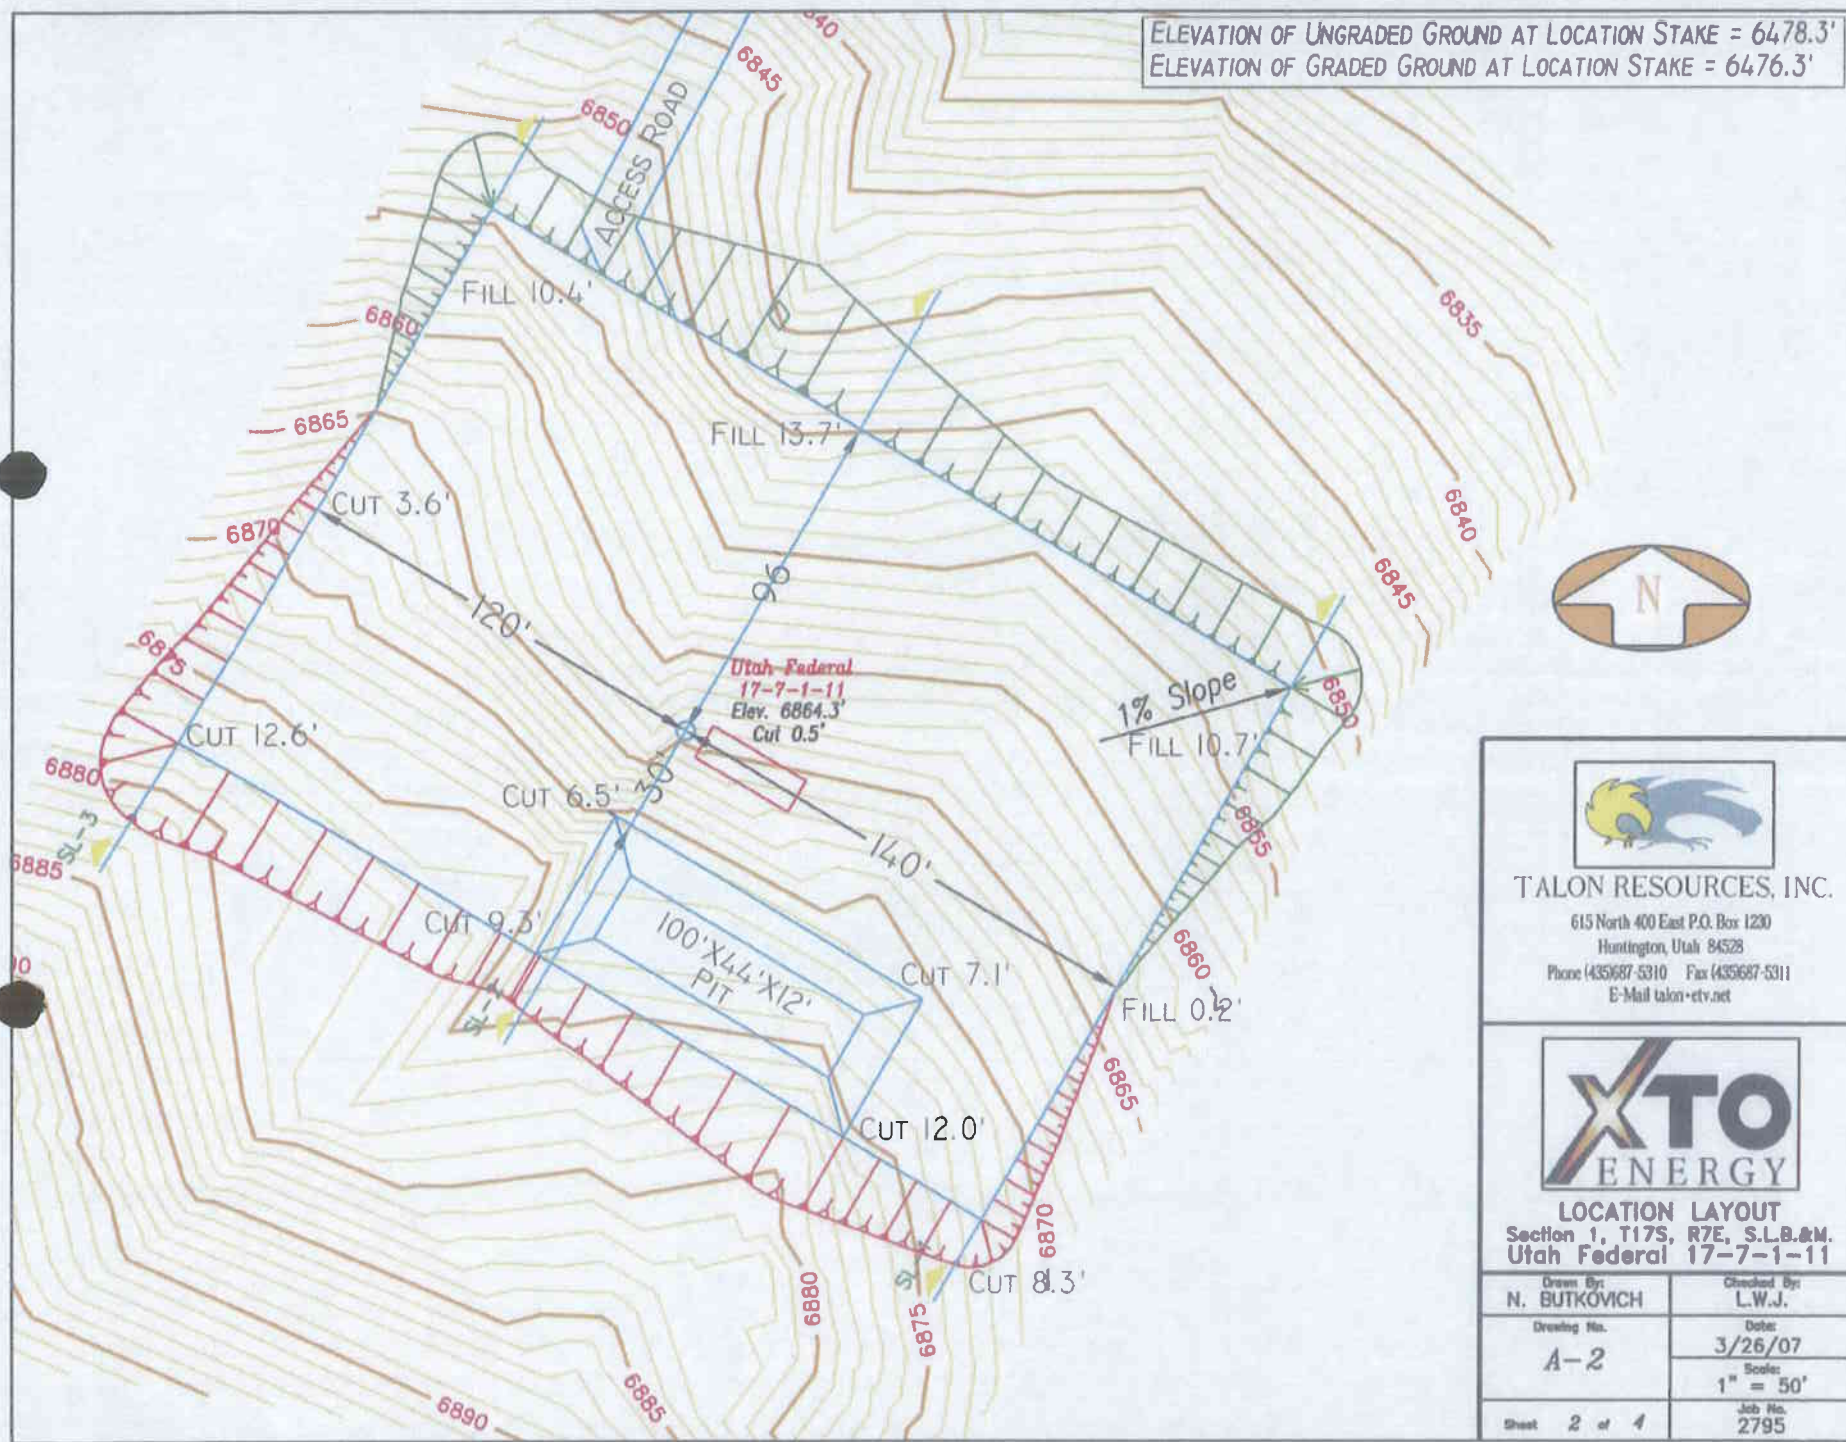 ELEVATION OF UNGRADED GROUND AT LOCATION STAKE = 6478.3'
ELEVATION OF GRADED GROUND AT LOCATION STAKE = 6476.3'
6845
6850
ACCESS ROAD
FILL 10.4'
6860
6835
6865
FILL 13.7'
CUT 3.6'
6870
6840
6845
96'
120'
6875
Utah Federal
17-7-1-11
Elev. 6864.3'
Cut 0.5'
1% Slope
6850
FILL 10.7'
CUT 12.6'
6880
CUT 6.5'
30'
SL-3
6885
140'
CUT 9.3'
100'X44'X12'
PIT
CUT 7.1'
6860
FILL 0.2'
6865
CUT 12.0'
6870
CUT 8.3'
6880
6875
6885
6890
N
TALON RESOURCES, INC.
615 North 400 East P.O. Box 1230
Huntington, Utah 84528
Phone (435)687-5310 Fax (435)687-5311
E-Mail talon@etv.net
XTO
ENERGY
LOCATION LAYOUT
Section 1, T17S, R7E, S.L.B.&M.
Utah Federal 17-7-1-11
Drawn By:
N. BUTKOVICH
Checked By:
L.W.J.
Drawing No.
A-2
Date:
3/26/07
Scale:
1" = 50'
Sheet 2 of 4
Job No.
2795